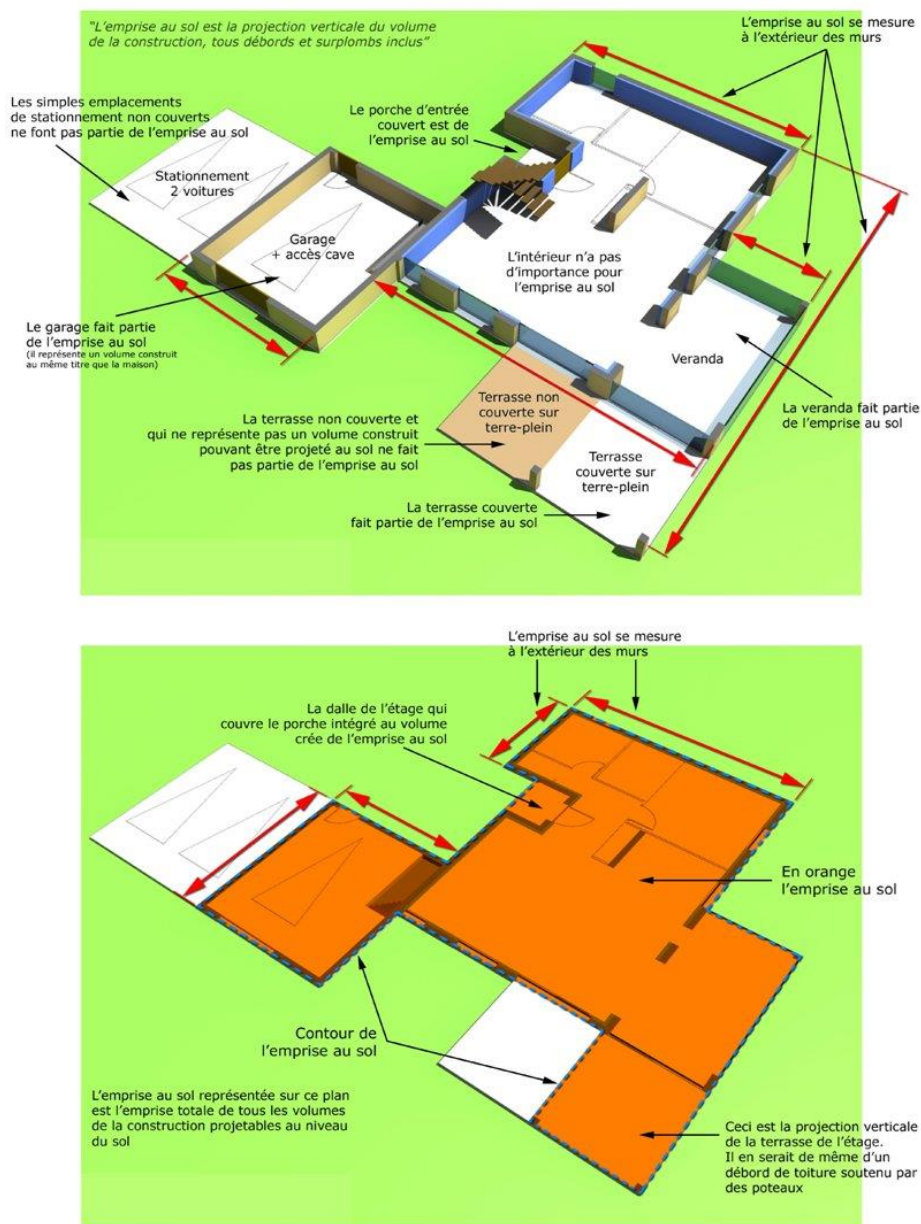 “L’emprise au sol est la projection verticale du volume
de la construction, tous débords et surplombs inclus”
L’emprise au sol se mesure
à l’extérieur des murs
Les simples emplacements
de stationnement non couverts
ne font pas partie de l’emprise au sol
Le porche d’entrée
couvert est de
l’emprise au sol
Stationnement
2 voitures
Garage
+ accès cave
L’intérieur n’a pas
d’importance pour
l’emprise au sol
Le garage fait partie
de l’emprise au sol
(il représente un volume construit
au même titre que la maison)
Veranda
Terrasse non
couverte sur
terre-plein
La veranda fait partie
de l’emprise au sol
La terrasse non couverte et
qui ne représente pas un volume construit
pouvant être projeté au sol ne fait
pas partie de l’emprise au sol
Terrasse
couverte sur
terre-plein
La terrasse couverte
fait partie de l’emprise au sol
L’emprise au sol se mesure
à l’extérieur des murs
La dalle de l’étage qui
couvre le porche intégré au volume
crée de l’emprise au sol
En orange
l’emprise au sol
Contour de
l’emprise au sol
L’emprise au sol représentée sur ce plan
est l’emprise totale de tous les volumes
de la construction projetables au niveau
du sol
Ceci est la projection verticale
de la terrasse de l’étage.
Il en serait de même d’un
débord de toiture soutenu par
des poteaux